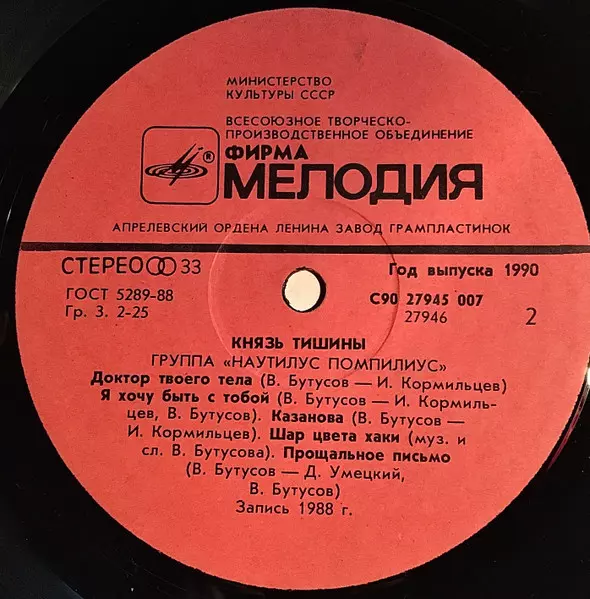 МИНИСТЕРСТВО
КУЛЬТУРЫ СССР
ВСЕСОЮЗНОЕ ТВОРЧЕСКО-
ПРОИЗВОДСТВЕННОЕ ОБЪЕДИНЕНИЕ
® ФИРМА
МЕЛОДИЯ
АПРЕЛЕВСКИЙ ОРДЕНА ЛЕНИНА ЗАВОД ГРАМПЛАСТИНОК
СТЕРЕО 33
Год выпуска 1990
ГОСТ 5289-88
С90 27945 007
Гр. 3. 2-25
27946 2
КНЯЗЬ ТИШИНЫ
ГРУППА «НАУТИЛУС ПОМПИЛИУС»
Доктор твоего тела (В. Бутусов — И. Кормильцев)
Я хочу быть с тобой (В. Бутусов — И. Кормиль-
цев, В. Бутусов). Казанова (В. Бутусов —
И. Кормильцев). Шар цвета хаки (муз. и
сл. В. Бутусова). Прощальное письмо
(В. Бутусов — Д. Умецкий,
В. Бутусов)
Запись 1988 г.